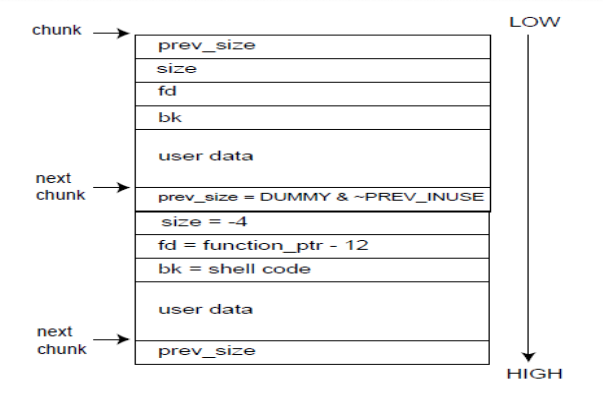 LOW
chunk
prev_size
size
fd
bk
user data
next
chunk
prev_size = DUMMY & ~PREV_INUSE
size = -4
fd = function_ptr - 12
bk = shell code
user data
next
chunk
prev_size
HIGH